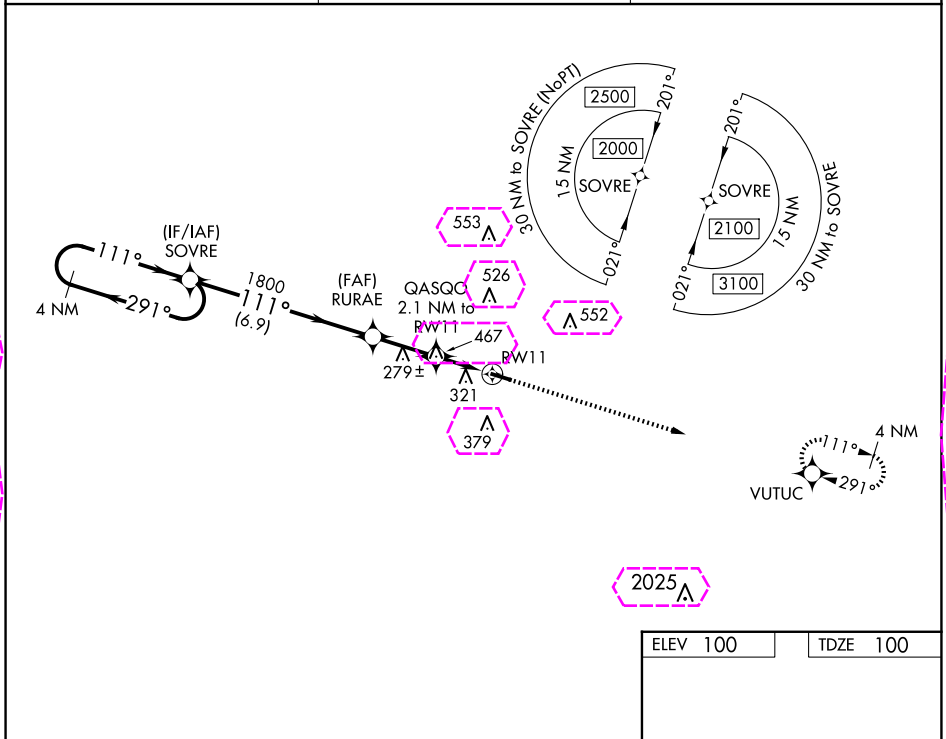 30 NM to SOVRE (NoPT)
2500
201°
2000
15 NM
SOVRE
021°
201°
SOVRE
2100
15 NM
021°
3100
30 NM to SOVRE
553
(IF/IAF)
SOVRE
111°
291°
4 NM
1800
111°
(6.9)
(FAF)
RURAE
QASQO
2.1 NM to
RW11
526
552
467
RW11
279±
321
379
111°
4 NM
291°
VUTUC
2025
ELEV 100
TDZE 100